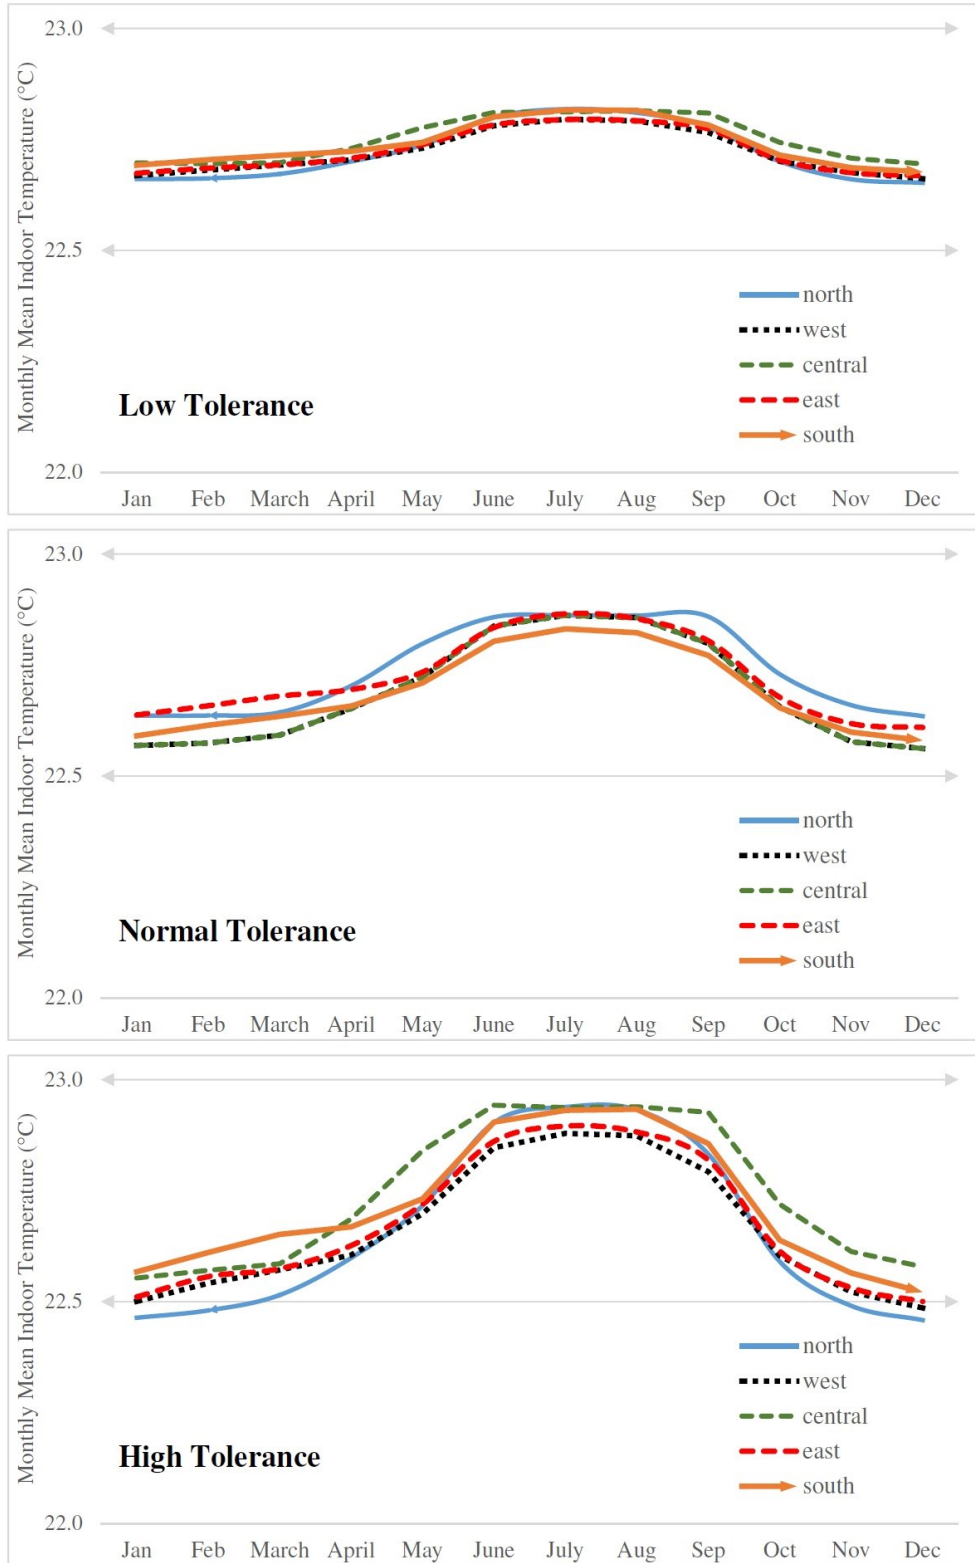 23.0
Monthly Mean Indoor Temperature (°C)
22.5
north
west
central
east
south
Low Tolerance
22.0
Jan Feb March April May June July Aug Sep Oct Nov Dec
23.0
Monthly Mean Indoor Temperature (°C)
22.5
north
west
central
east
south
Normal Tolerance
22.0
Jan Feb March April May June July Aug Sep Oct Nov Dec
23.0
Monthly Mean Indoor Temperature (°C)
22.5
north
west
central
east
south
High Tolerance
22.0
Jan Feb March April May June July Aug Sep Oct Nov Dec